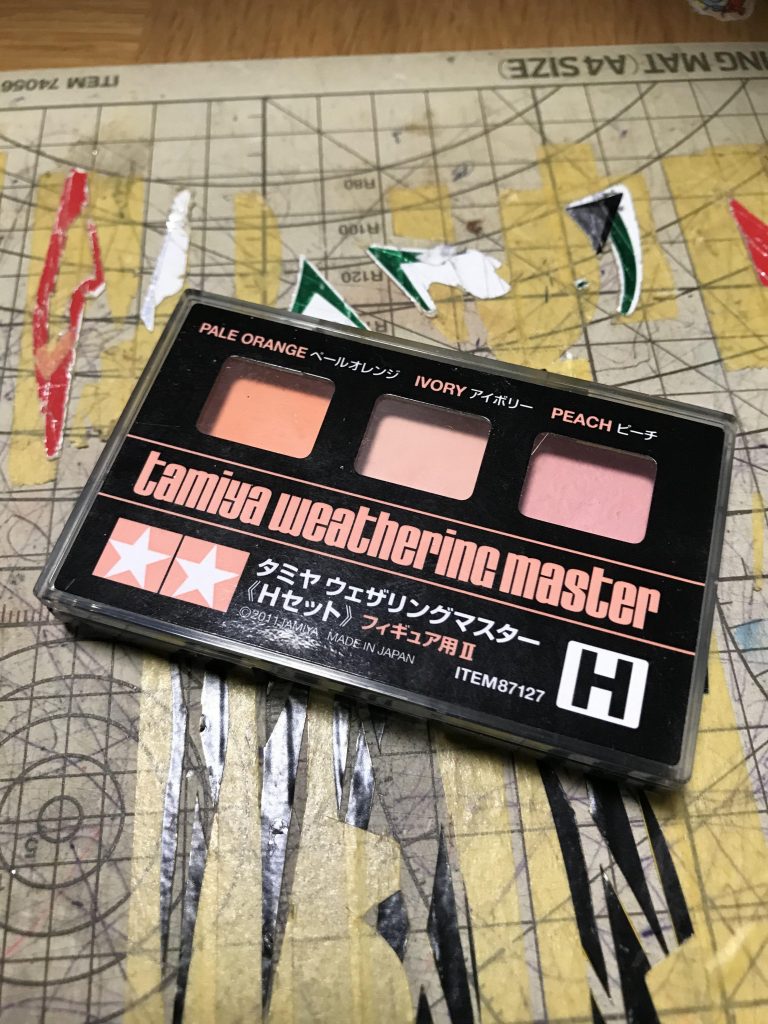 ING MAT (A4 SIZE)
ITEM 74056
R80
R100
R120
PALE ORANGE ペールオレンジ
IVORY アイボリー
PEACH ピーチ
tamiya weathering master
タミヤ ウェザリングマスター
《Hセット》 フィギュア用 II
©2011 TAMIYA MADE IN JAPAN
ITEM87127
H
5